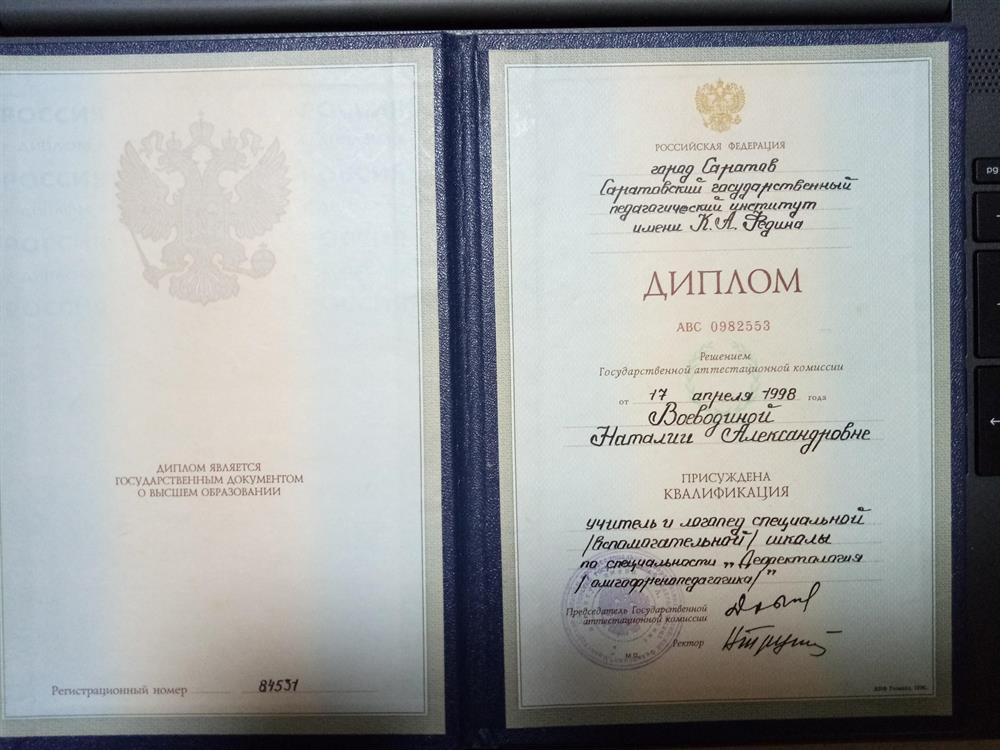 ДИПЛОМ ЯВЛЯЕТСЯ
ГОСУДАРСТВЕННЫМ ДОКУМЕНТОМ
О ВЫСШЕМ ОБРАЗОВАНИИ
Регистрационный номер 84531
РОССИЙСКАЯ ФЕДЕРАЦИЯ
город Саратов
Саратовский государственный
педагогический институт
имени К. А. Федина
ДИПЛОМ
АВС 0982553
Решением
Государственной аттестационной комиссии
от 17 апреля 1998 года
Воеводиной
Наталии Александровне
ПРИСУЖДЕНА
КВАЛИФИКАЦИЯ
учитель и логопед специальной
/вспомогательной/ школы
по специальности „Дефектология
/олигофренопедагогика/"
Председатель Государственной
аттестационной комиссии
Ректор
М.П.